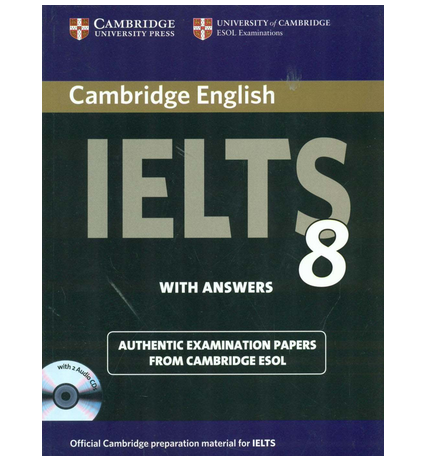 CAMBRIDGE
UNIVERSITY PRESS
UNIVERSITY of CAMBRIDGE
ESOL Examinations
Cambridge English
IELTS
8
WITH ANSWERS
AUTHENTIC EXAMINATION PAPERS
FROM CAMBRIDGE ESOL
with 2 Audio CDs
Official Cambridge preparation material for IELTS